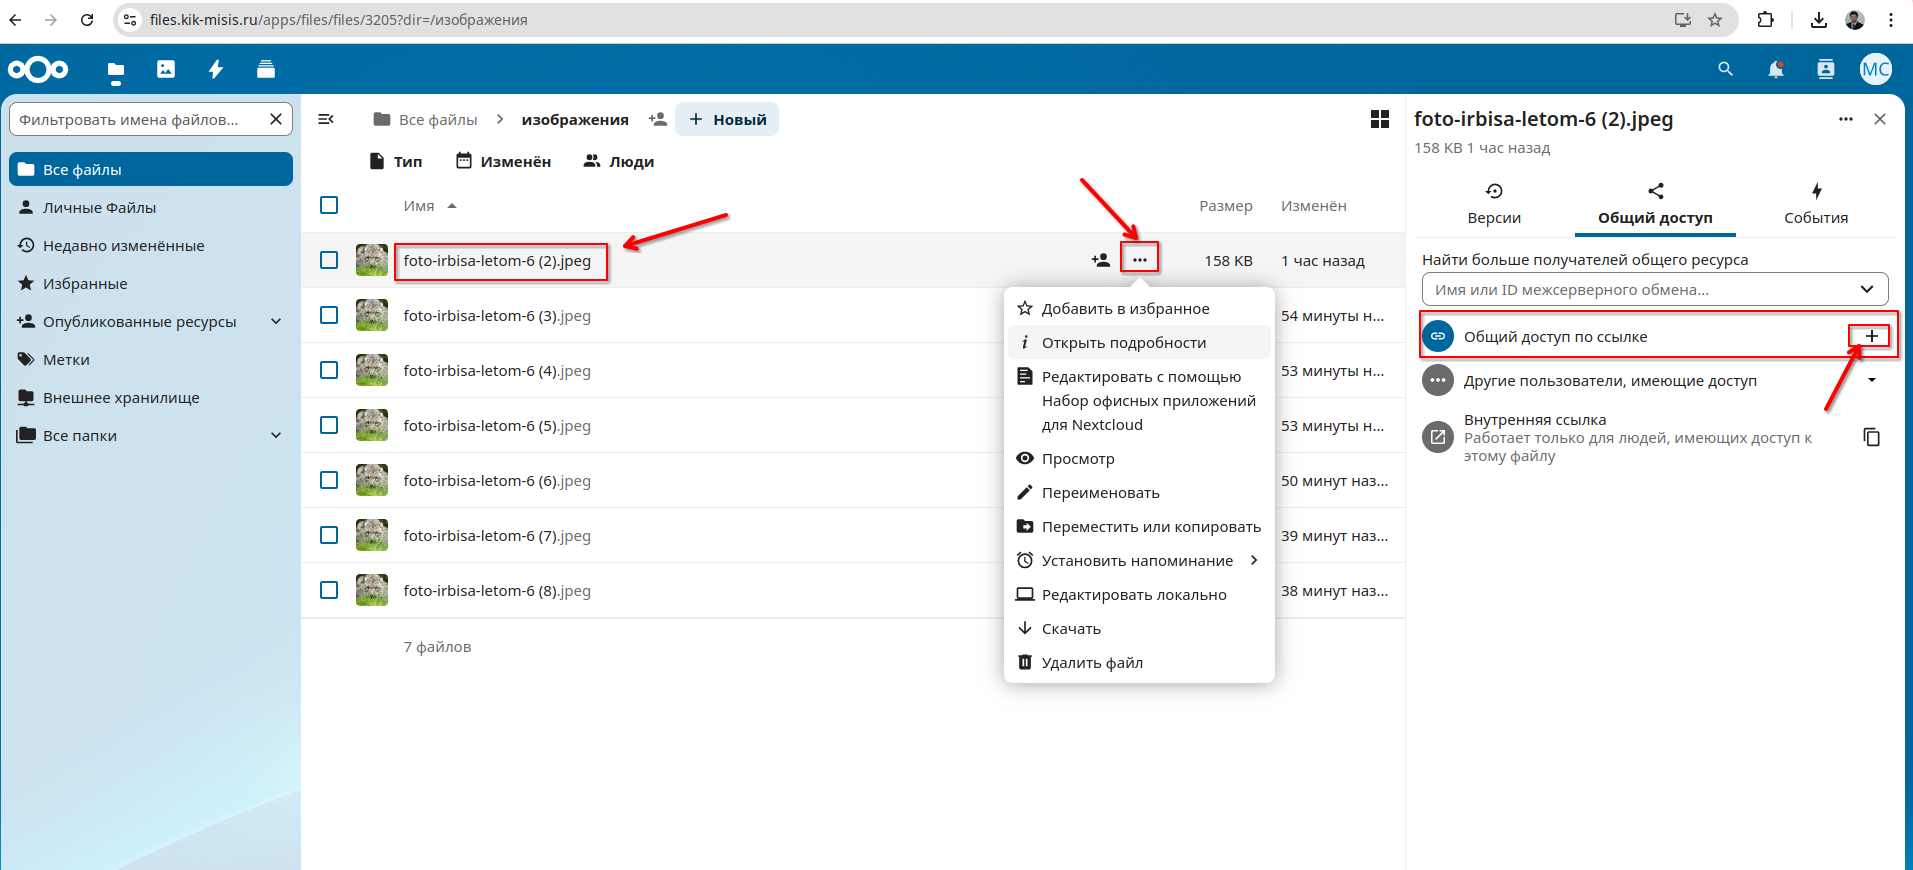 files.kik-misis.ru/apps/files/files/3205?dir=/изображения
MC
Фильтровать имена файлов...
Все файлы
Личные Файлы
Недавно изменённые
Избранные
Опубликованные ресурсы
Метки
Внешнее хранилище
Все папки
Все файлы
изображения
Новый
Тип
Изменён
Люди
Имя
Размер
Изменён
foto-irbisa-letom-6 (2).jpeg
158 KB
1 час назад
foto-irbisa-letom-6 (3).jpeg
54 минуты н...
foto-irbisa-letom-6 (4).jpeg
53 минуты н...
foto-irbisa-letom-6 (5).jpeg
53 минуты н...
foto-irbisa-letom-6 (6).jpeg
50 минут наз...
foto-irbisa-letom-6 (7).jpeg
39 минут наз...
foto-irbisa-letom-6 (8).jpeg
38 минут наз...
7 файлов
Добавить в избранное
Открыть подробности
Редактировать с помощью
Набор офисных приложений
для Nextcloud
Просмотр
Переименовать
Переместить или копировать
Установить напоминание
Редактировать локально
Скачать
Удалить файл
foto-irbisa-letom-6 (2).jpeg
158 KB 1 час назад
Версии
Общий доступ
События
Найти больше получателей общего ресурса
Имя или ID межсерверного обмена...
Общий доступ по ссылке
Другие пользователи, имеющие доступ
Внутренняя ссылка
Работает только для людей, имеющих доступ к
этому файлу